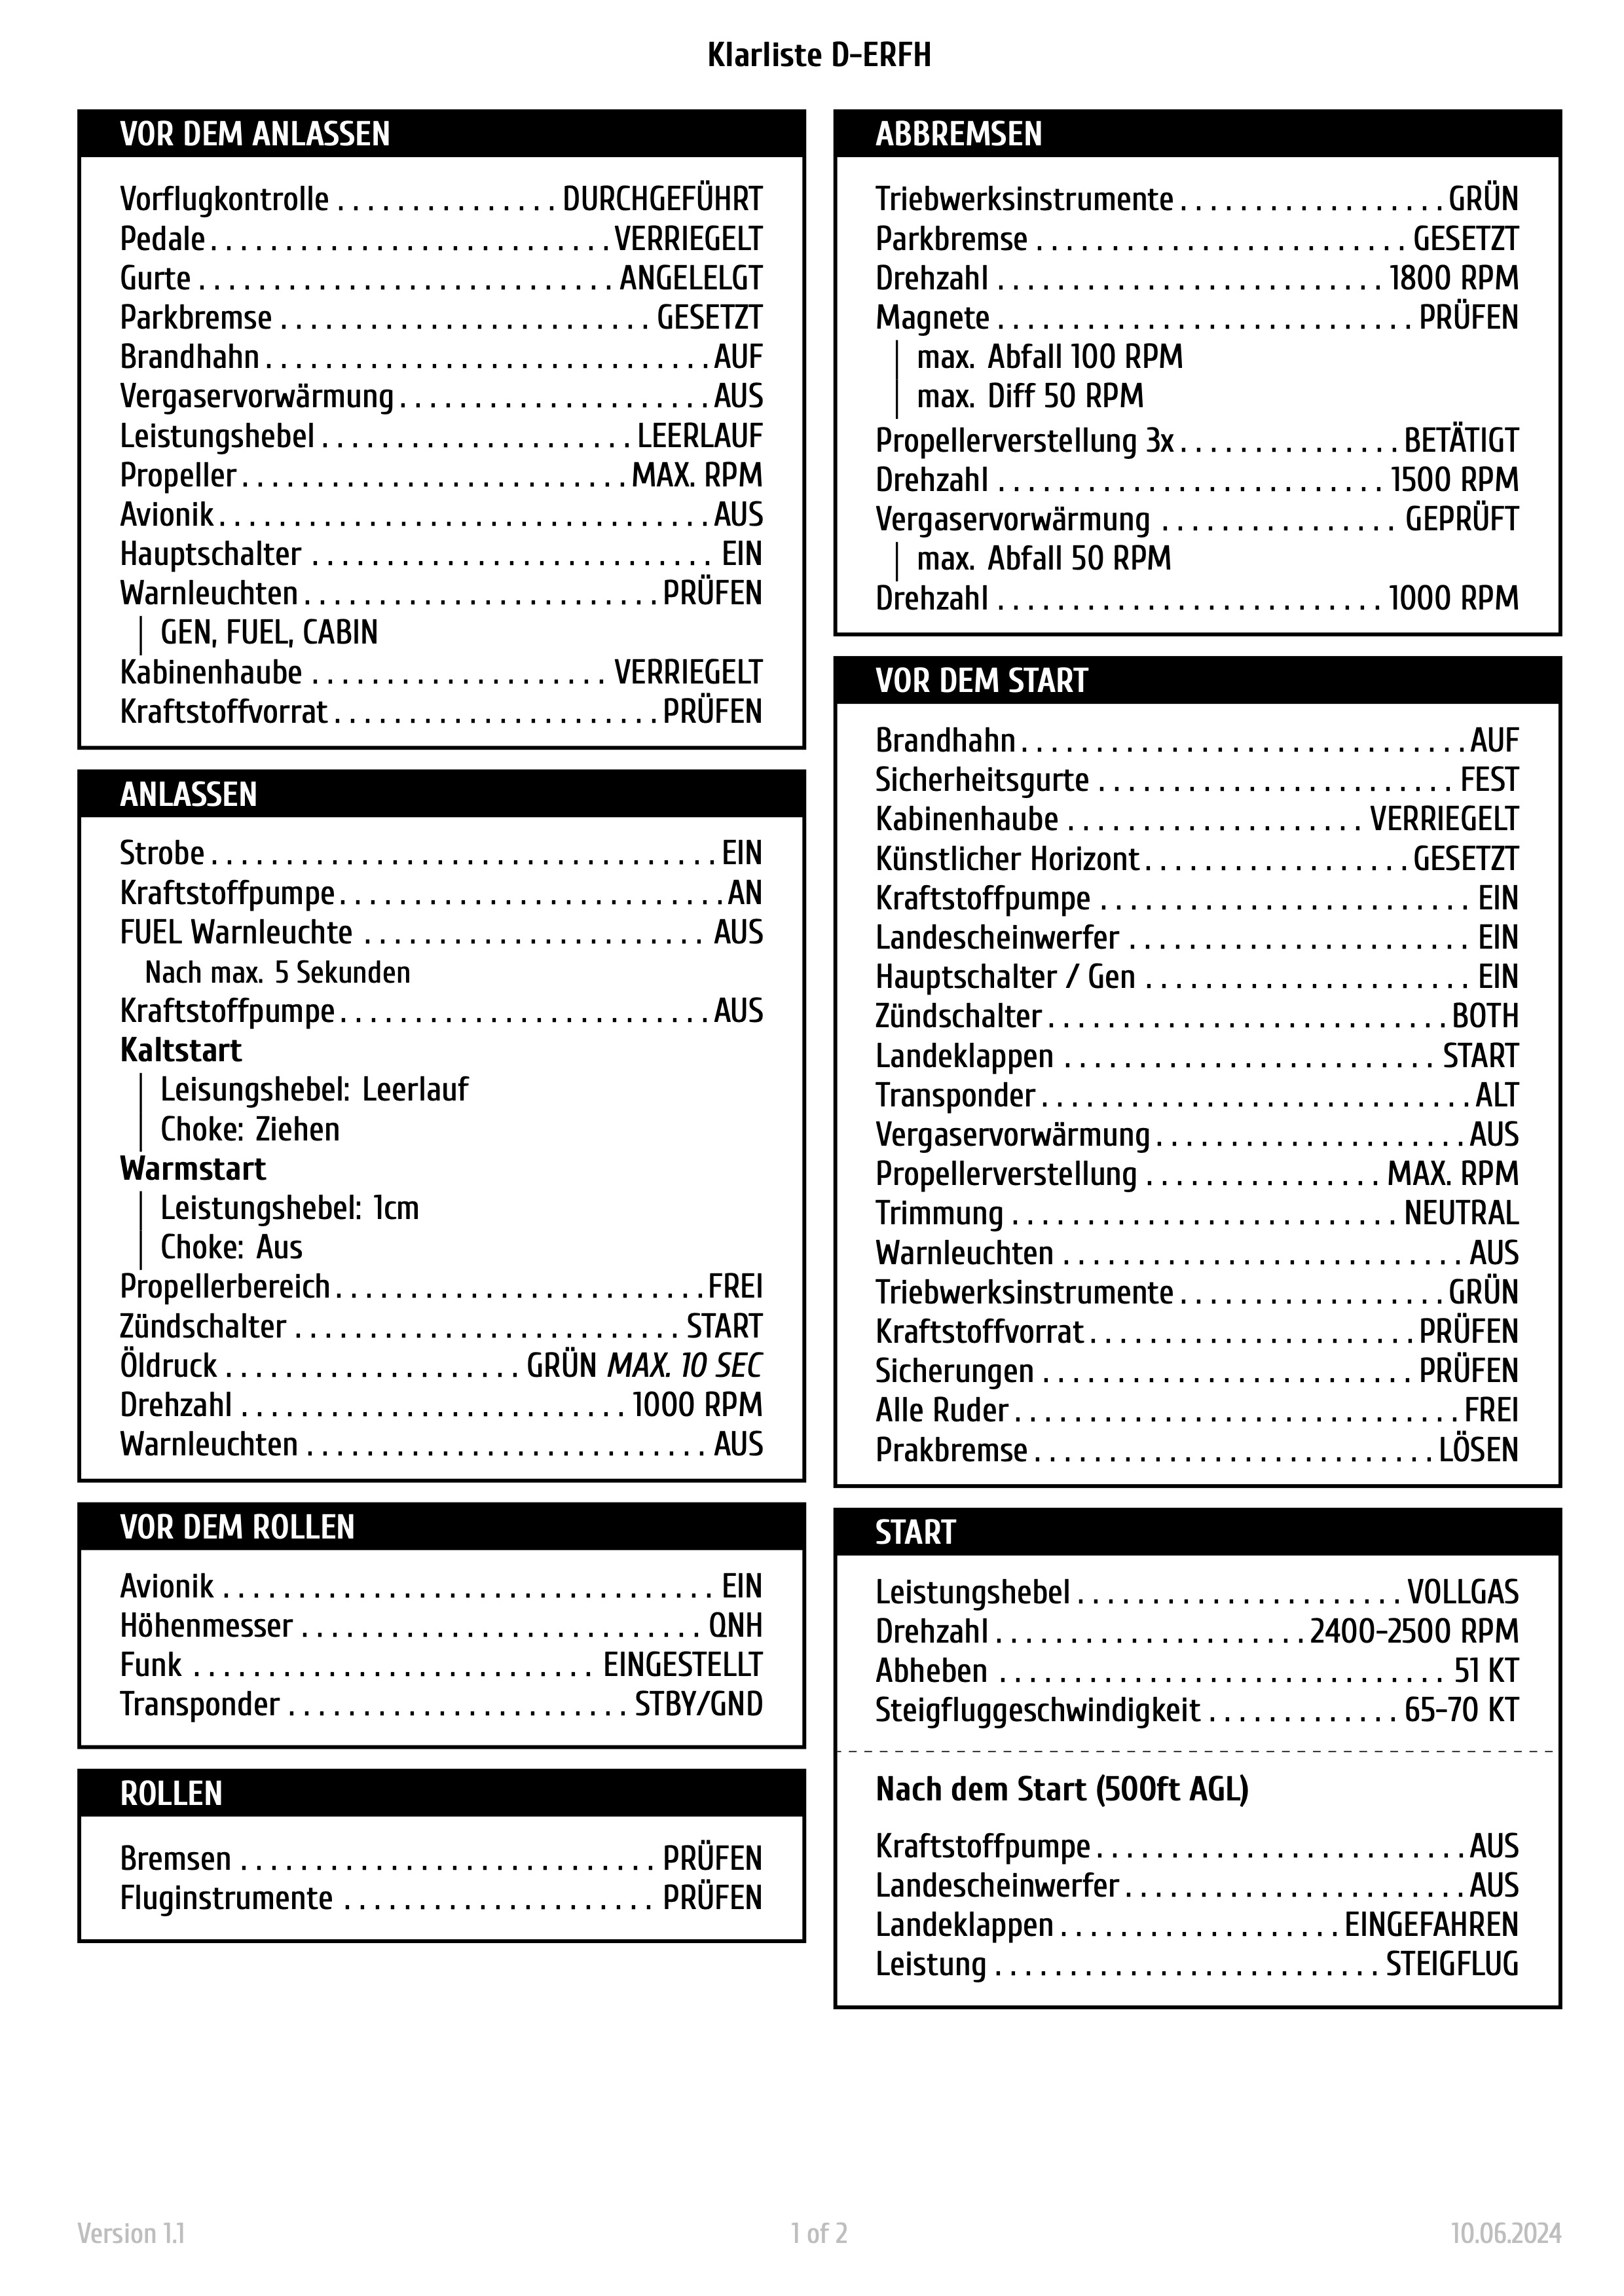 Klarliste D-ERFH
VOR DEM ANLASSEN
Vorflugkontrolle . . . . . . . . . . . . . . . DURCHGEFÜHRT
Pedale . . . . . . . . . . . . . . . . . . . . . . . . . . . VERRIEGELT
Gurte . . . . . . . . . . . . . . . . . . . . . . . . . . . . ANGELELGT
Parkbremse . . . . . . . . . . . . . . . . . . . . . . . . . GESETZT
Brandhahn . . . . . . . . . . . . . . . . . . . . . . . . . . . . . . AUF
Vergaservorwärmung . . . . . . . . . . . . . . . . . . . . . AUS
Leistungshebel . . . . . . . . . . . . . . . . . . . . . LEERLAUF
Propeller . . . . . . . . . . . . . . . . . . . . . . . . . . MAX. RPM
Avionik . . . . . . . . . . . . . . . . . . . . . . . . . . . . . . . . . AUS
Hauptschalter . . . . . . . . . . . . . . . . . . . . . . . . . . . EIN
Warnleuchten . . . . . . . . . . . . . . . . . . . . . . . . PRÜFEN
GEN, FUEL, CABIN
Kabinenhaube . . . . . . . . . . . . . . . . . . . . VERRIEGELT
Kraftstoffvorrat . . . . . . . . . . . . . . . . . . . . . . PRÜFEN
ANLASSEN
Strobe . . . . . . . . . . . . . . . . . . . . . . . . . . . . . . . . . . EIN
Kraftstoffpumpe . . . . . . . . . . . . . . . . . . . . . . . . . . AN
FUEL Warnleuchte . . . . . . . . . . . . . . . . . . . . . . . AUS
Nach max. 5 Sekunden
Kraftstoffpumpe . . . . . . . . . . . . . . . . . . . . . . . . . AUS
Kaltstart
Leisungshebel: Leerlauf
Choke: Ziehen
Warmstart
Leistungshebel: 1cm
Choke: Aus
Propellerbereich . . . . . . . . . . . . . . . . . . . . . . . . . FREI
Zündschalter . . . . . . . . . . . . . . . . . . . . . . . . . . START
Öldruck . . . . . . . . . . . . . . . . . . . . GRÜN MAX. 10 SEC
Drehzahl . . . . . . . . . . . . . . . . . . . . . . . . . . 1000 RPM
Warnleuchten . . . . . . . . . . . . . . . . . . . . . . . . . . . AUS
VOR DEM ROLLEN
Avionik . . . . . . . . . . . . . . . . . . . . . . . . . . . . . . . . . EIN
Höhenmesser . . . . . . . . . . . . . . . . . . . . . . . . . . . QNH
Funk . . . . . . . . . . . . . . . . . . . . . . . . . . . EINGESTELLT
Transponder . . . . . . . . . . . . . . . . . . . . . . . STBY/GND
ROLLEN
Bremsen . . . . . . . . . . . . . . . . . . . . . . . . . . . . PRÜFEN
Fluginstrumente . . . . . . . . . . . . . . . . . . . . . PRÜFEN
ABBREMSEN
Triebwerksinstrumente . . . . . . . . . . . . . . . . . . GRÜN
Parkbremse . . . . . . . . . . . . . . . . . . . . . . . . . GESETZT
Drehzahl . . . . . . . . . . . . . . . . . . . . . . . . . . 1800 RPM
Magnete . . . . . . . . . . . . . . . . . . . . . . . . . . . . PRÜFEN
max. Abfall 100 RPM
max. Diff 50 RPM
Propellerverstellung 3x . . . . . . . . . . . . . . . BETÄTIGT
Drehzahl . . . . . . . . . . . . . . . . . . . . . . . . . . 1500 RPM
Vergaservorwärmung . . . . . . . . . . . . . . . . GEPRÜFT
max. Abfall 50 RPM
Drehzahl . . . . . . . . . . . . . . . . . . . . . . . . . . 1000 RPM
VOR DEM START
Brandhahn . . . . . . . . . . . . . . . . . . . . . . . . . . . . . . AUF
Sicherheitsgurte . . . . . . . . . . . . . . . . . . . . . . . . FEST
Kabinenhaube . . . . . . . . . . . . . . . . . . . . VERRIEGELT
Künstlicher Horizont . . . . . . . . . . . . . . . . . . GESETZT
Kraftstoffpumpe . . . . . . . . . . . . . . . . . . . . . . . . . EIN
Landescheinwerfer . . . . . . . . . . . . . . . . . . . . . . . EIN
Hauptschalter / Gen . . . . . . . . . . . . . . . . . . . . . . EIN
Zündschalter . . . . . . . . . . . . . . . . . . . . . . . . . . . BOTH
Landeklappen . . . . . . . . . . . . . . . . . . . . . . . . . START
Transponder . . . . . . . . . . . . . . . . . . . . . . . . . . . . . ALT
Vergaservorwärmung . . . . . . . . . . . . . . . . . . . . . AUS
Propellerverstellung . . . . . . . . . . . . . . . . MAX. RPM
Trimmung . . . . . . . . . . . . . . . . . . . . . . . . . . NEUTRAL
Warnleuchten . . . . . . . . . . . . . . . . . . . . . . . . . . . AUS
Triebwerksinstrumente . . . . . . . . . . . . . . . . . . GRÜN
Kraftstoffvorrat . . . . . . . . . . . . . . . . . . . . . . PRÜFEN
Sicherungen . . . . . . . . . . . . . . . . . . . . . . . . . PRÜFEN
Alle Ruder . . . . . . . . . . . . . . . . . . . . . . . . . . . . . . FREI
Prakbremse . . . . . . . . . . . . . . . . . . . . . . . . . . . LÖSEN
START
Leistungshebel . . . . . . . . . . . . . . . . . . . . . . VOLLGAS
Drehzahl . . . . . . . . . . . . . . . . . . . . . 2400-2500 RPM
Abheben . . . . . . . . . . . . . . . . . . . . . . . . . . . . . . 51 KT
Steigfluggeschwindigkeit . . . . . . . . . . . . . 65-70 KT
Nach dem Start (500ft AGL)
Kraftstoffpumpe . . . . . . . . . . . . . . . . . . . . . . . . . AUS
Landescheinwerfer . . . . . . . . . . . . . . . . . . . . . . . AUS
Landeklappen . . . . . . . . . . . . . . . . . . . EINGEFAHREN
Leistung . . . . . . . . . . . . . . . . . . . . . . . . . . STEIGFLUG
Version 1.1
1 of 2
10.06.2024